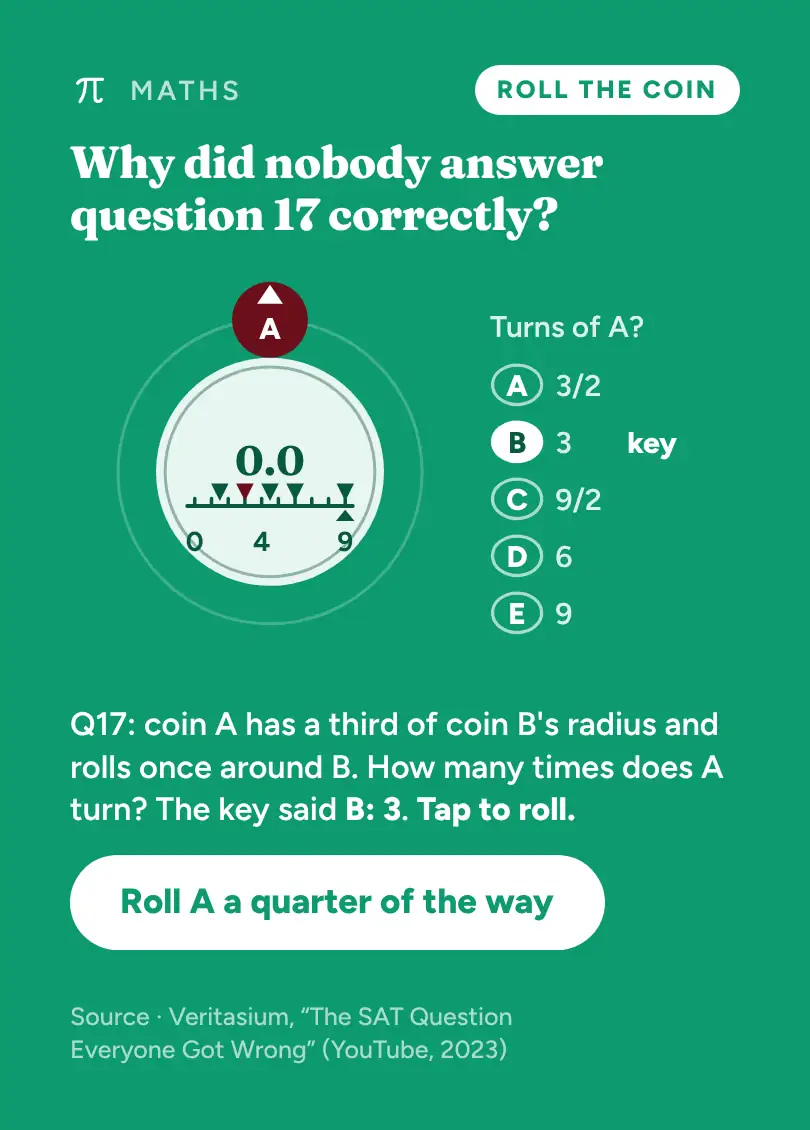 π MATHS
ROLL THE COIN
Why did nobody answer
question 17 correctly?
A
0.0
0 4 9
Turns of A?
A 3/2
B 3 key
C 9/2
D 6
E 9
Q17: coin A has a third of coin B's radius and
rolls once around B. How many times does A
turn? The key said B: 3. Tap to roll.
Roll A a quarter of the way
Source · Veritasium, “The SAT Question
Everyone Got Wrong” (YouTube, 2023)